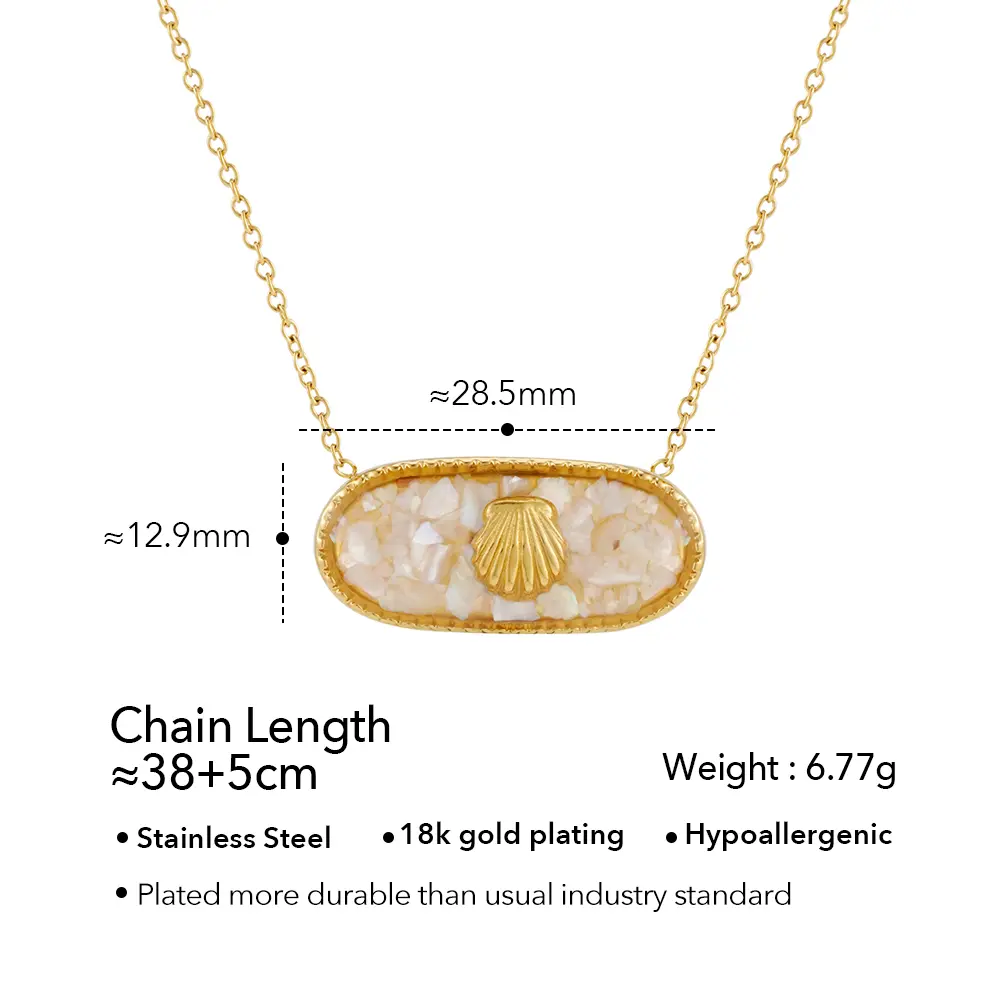 ≈28.5mm
≈12.9mm
Chain Length
≈38+5cm
Weight : 6.77g
• Stainless Steel
• 18k gold plating
• Hypoallergenic
• Plated more durable than usual industry standard